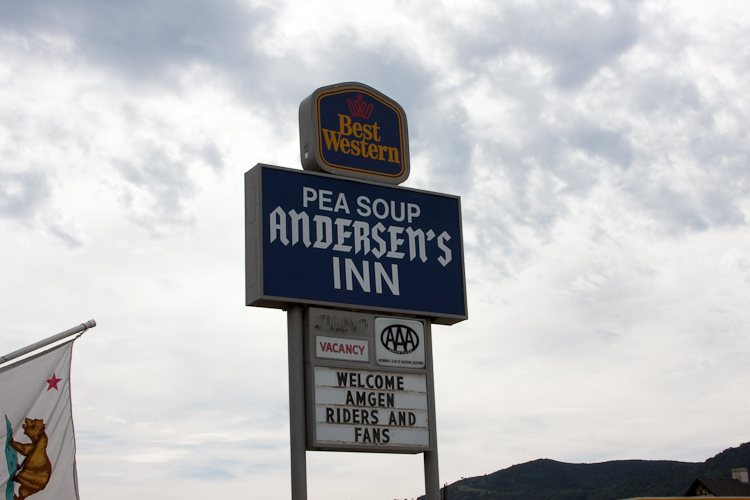 Best
Western
PEA SOUP
ANDERSEN'S
INN
VACANCY
AAA
WELCOME
AMGEN
RIDERS AND
FANS